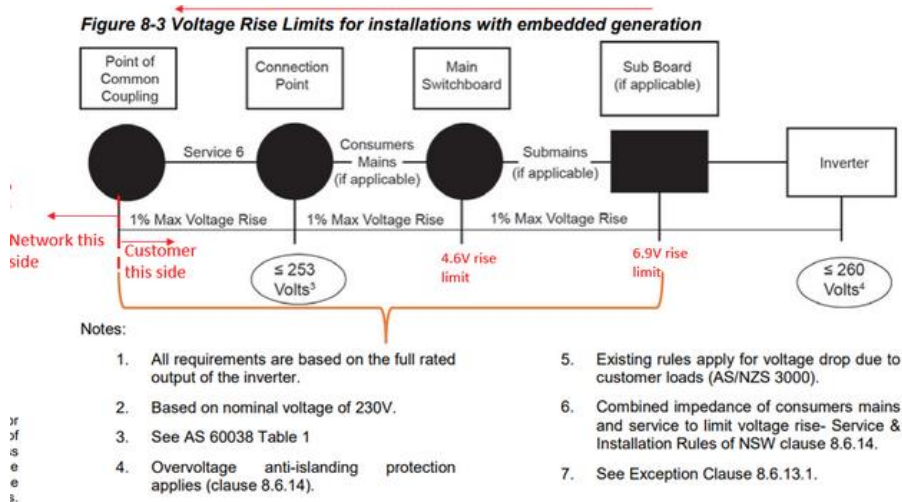 Figure 8-3 Voltage Rise Limits for installations with embedded generation
Point of
Common
Coupling
Connection
Point
Main
Switchboard
Sub Board
(if applicable)
Service 6
Consumers
Mains
(if applicable)
Submains
(if applicable)
Inverter
1% Max Voltage Rise
1% Max Voltage Rise
1% Max Voltage Rise
Network this
side
Customer
this side
≤ 253
Volts³
4.6V rise
limit
6.9V rise
limit
≤ 260
Volts⁴
Notes:
1. All requirements are based on the full rated
output of the inverter.
2. Based on nominal voltage of 230V.
3. See AS 60038 Table 1
4. Overvoltage anti-islanding protection
applies (clause 8.6.14).
5. Existing rules apply for voltage drop due to
customer loads (AS/NZS 3000).
6. Combined impedance of consumers mains
and service to limit voltage rise- Service &
Installation Rules of NSW clause 8.6.14.
7. See Exception Clause 8.6.13.1.